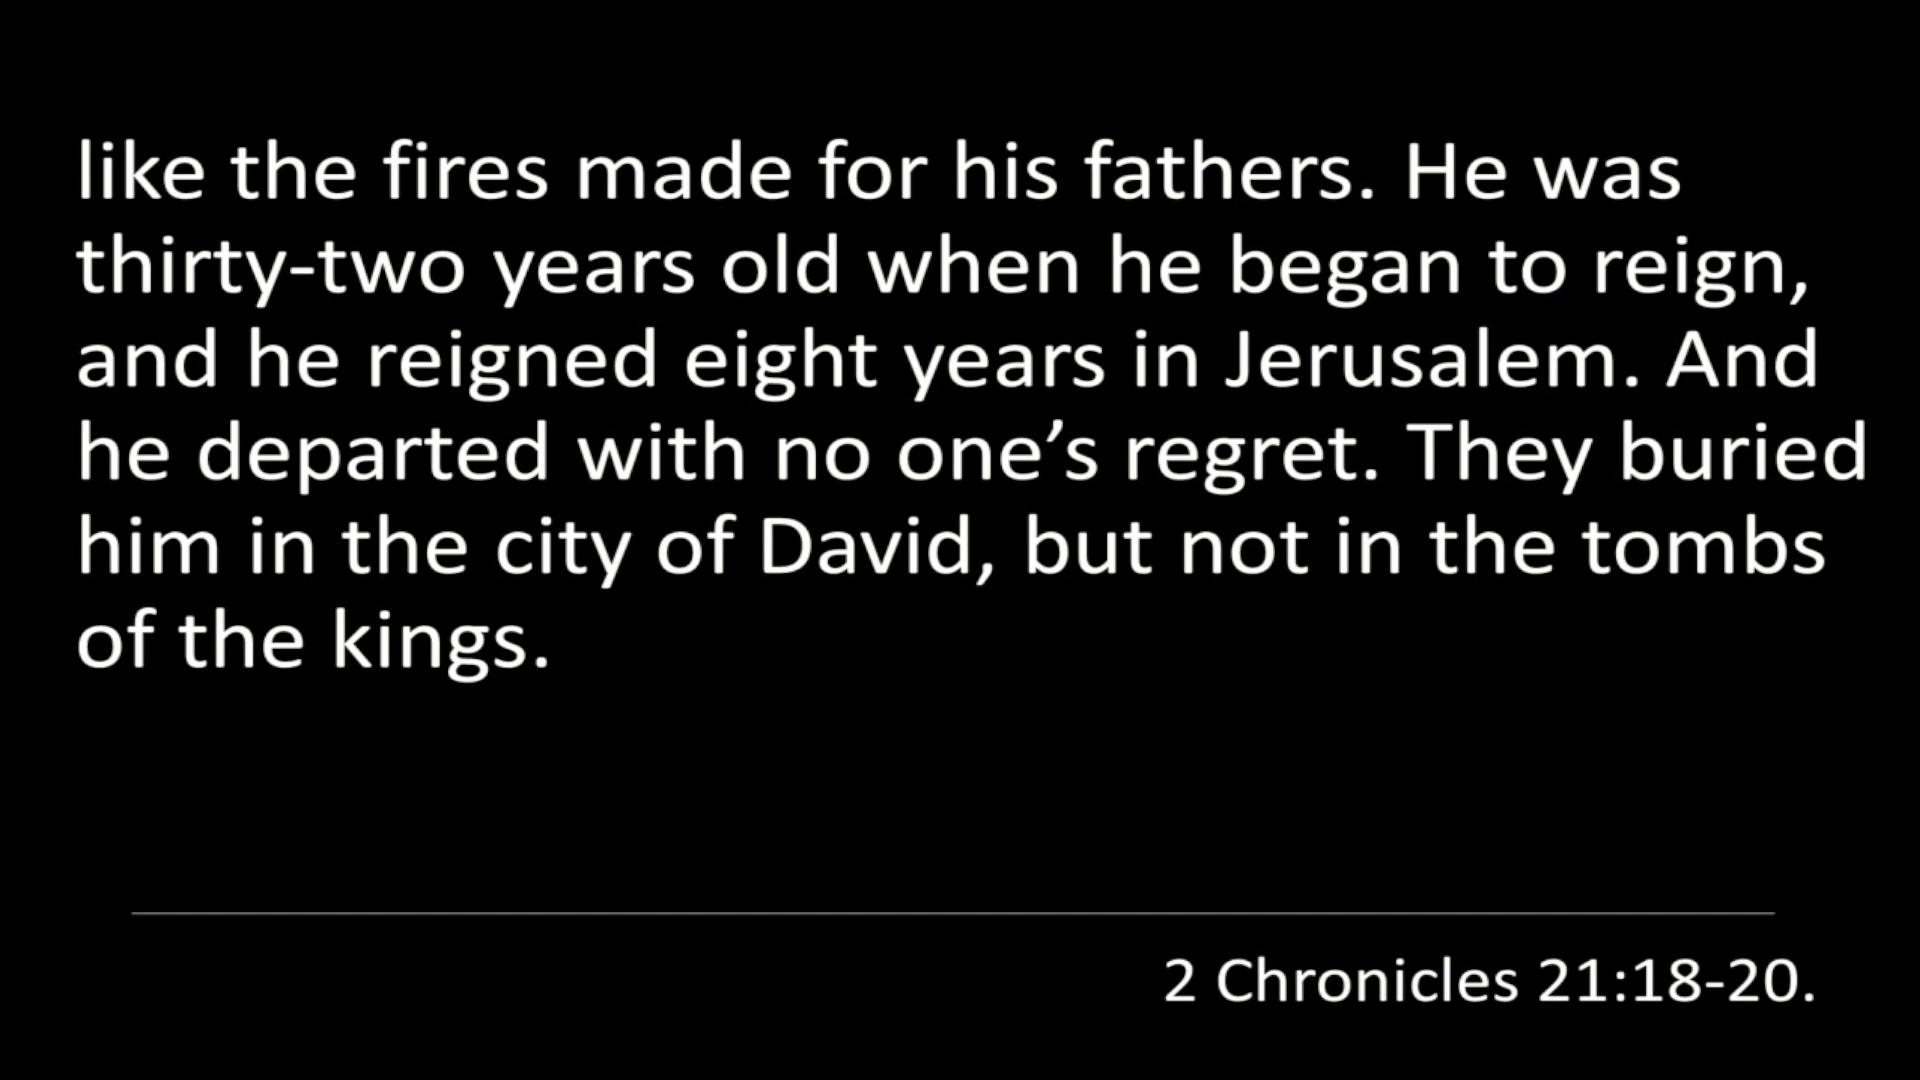 like the fires made for his fathers. He was
thirty-two years old when he began to reign,
and he reigned eight years in Jerusalem. And
he departed with no one’s regret. They buried
him in the city of David, but not in the tombs
of the kings.
2 Chronicles 21:18-20.